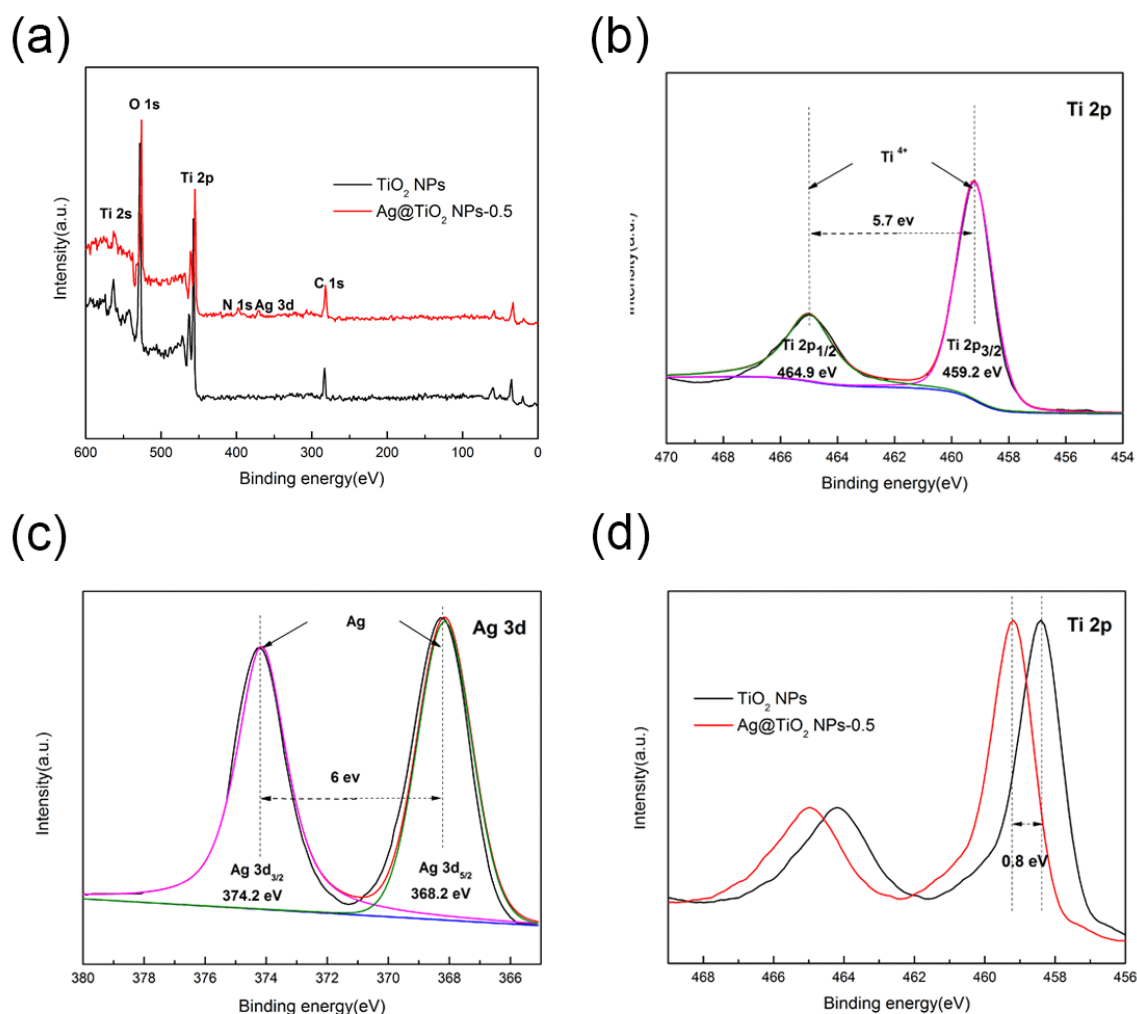 (a)
O 1s
Ti 2p
Ti 2s
TiO₂ NPs
Ag@TiO₂ NPs-0.5
C 1s
N 1s Ag 3d
Intensity(a.u.)
600 500 400 300 200 100 0
Binding energy(eV)
(b)
Ti 2p
Ti ⁴⁺
5.7 ev
Ti 2p1/2
464.9 eV
Ti 2p3/2
459.2 eV
Intensity(a.u.)
470 468 466 464 462 460 458 456 454
Binding energy(eV)
(c)
Ag 3d
Ag
6 ev
Ag 3d3/2
374.2 eV
Ag 3d5/2
368.2 eV
Intensity(a.u.)
380 378 376 374 372 370 368 366
Binding energy(eV)
(d)
Ti 2p
TiO₂ NPs
Ag@TiO₂ NPs-0.5
0.8 eV
Intensity(a.u.)
468 466 464 462 460 458 456
Binding energy(eV)